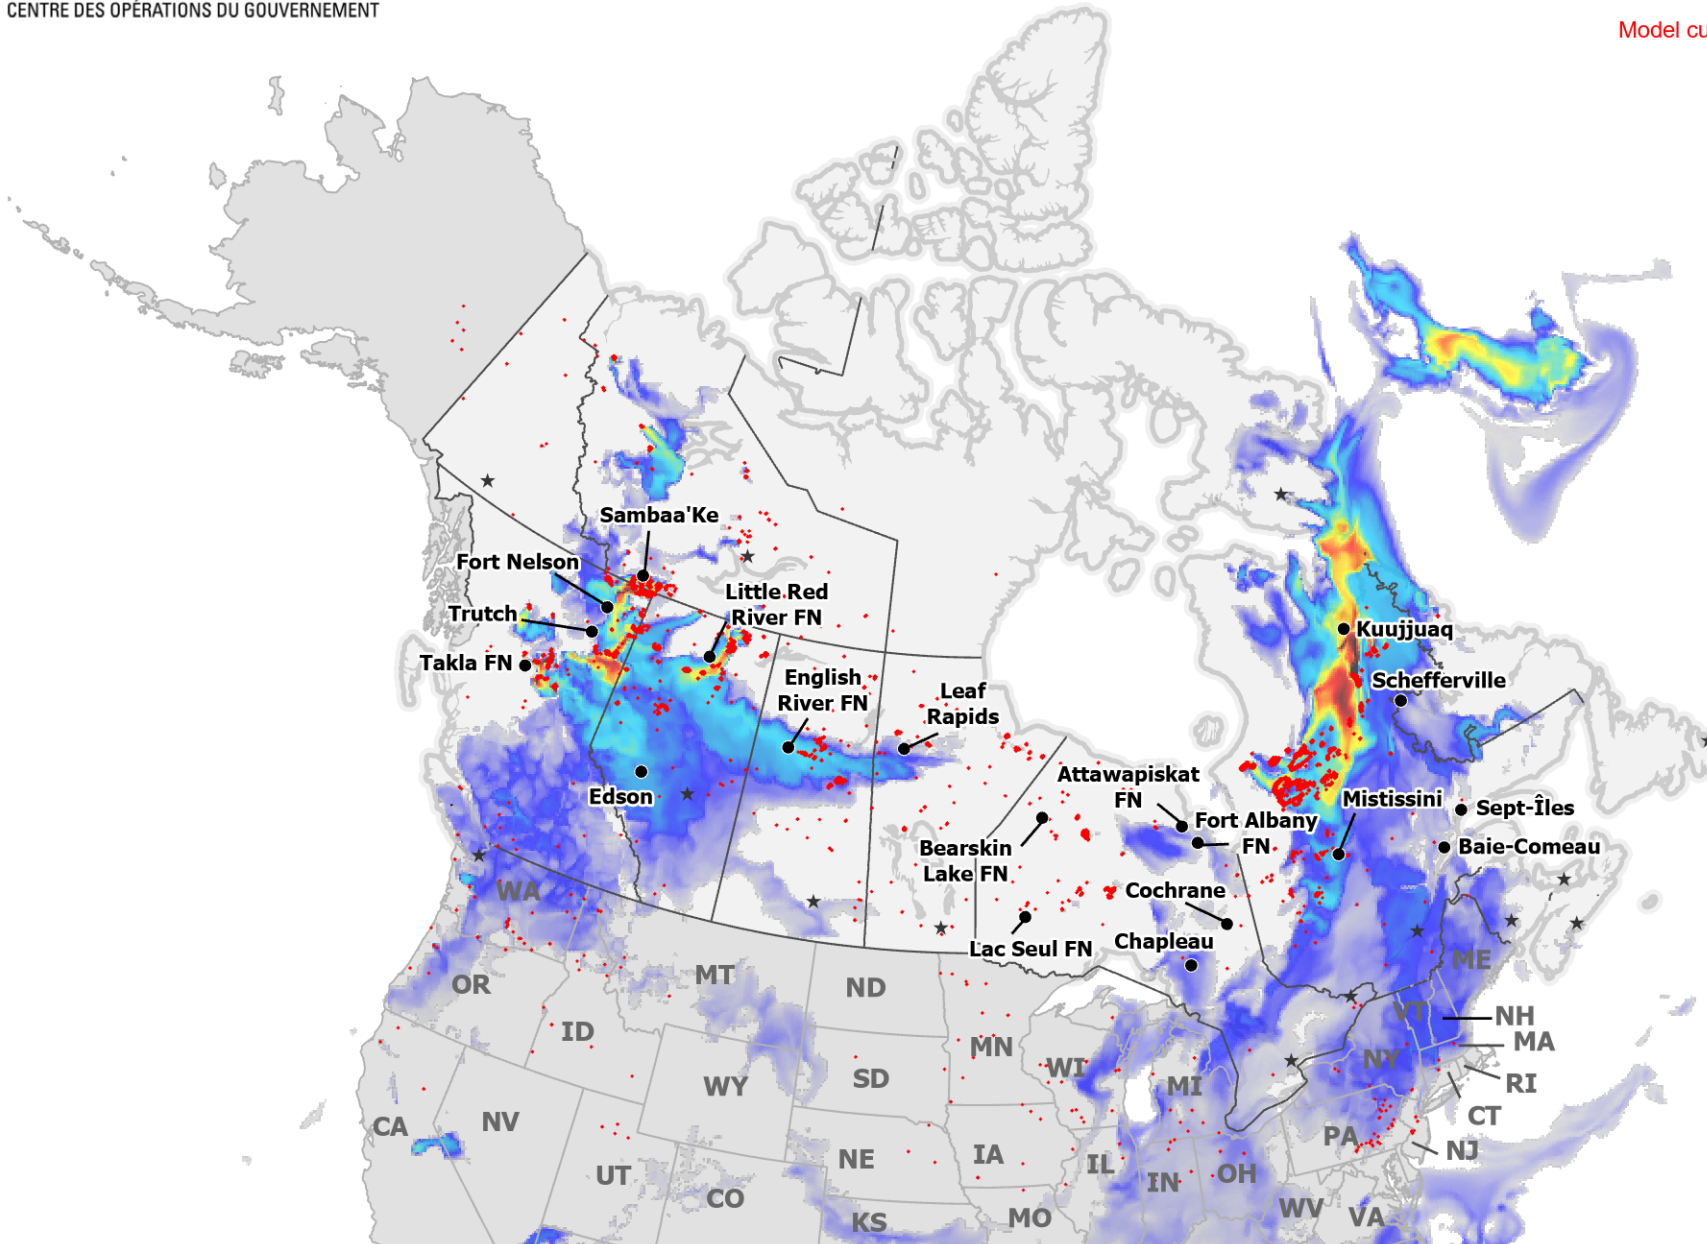 CENTRE DES OPÉRATIONS DU GOUVERNEMENT
Model cu
Sambaa'Ke
Fort Nelson
Little Red
River FN
Trutch
Takla FN
English
River FN
Leaf
Rapids
Edson
Kuujjuaq
Schefferville
Attawapiskat
FN
Fort Albany
FN
Mistissini
Sept-Îles
Baie-Comeau
Bearskin
Lake FN
Cochrane
Lac Seul FN
Chapleau
WA
OR
MT
ND
ID
MN
WI
MI
ME
VT
NH
MA
NY
RI
CT
WY
SD
CA
NV
NE
IA
IL
IN
OH
PA
NJ
UT
CO
KS
MO
WV
VA